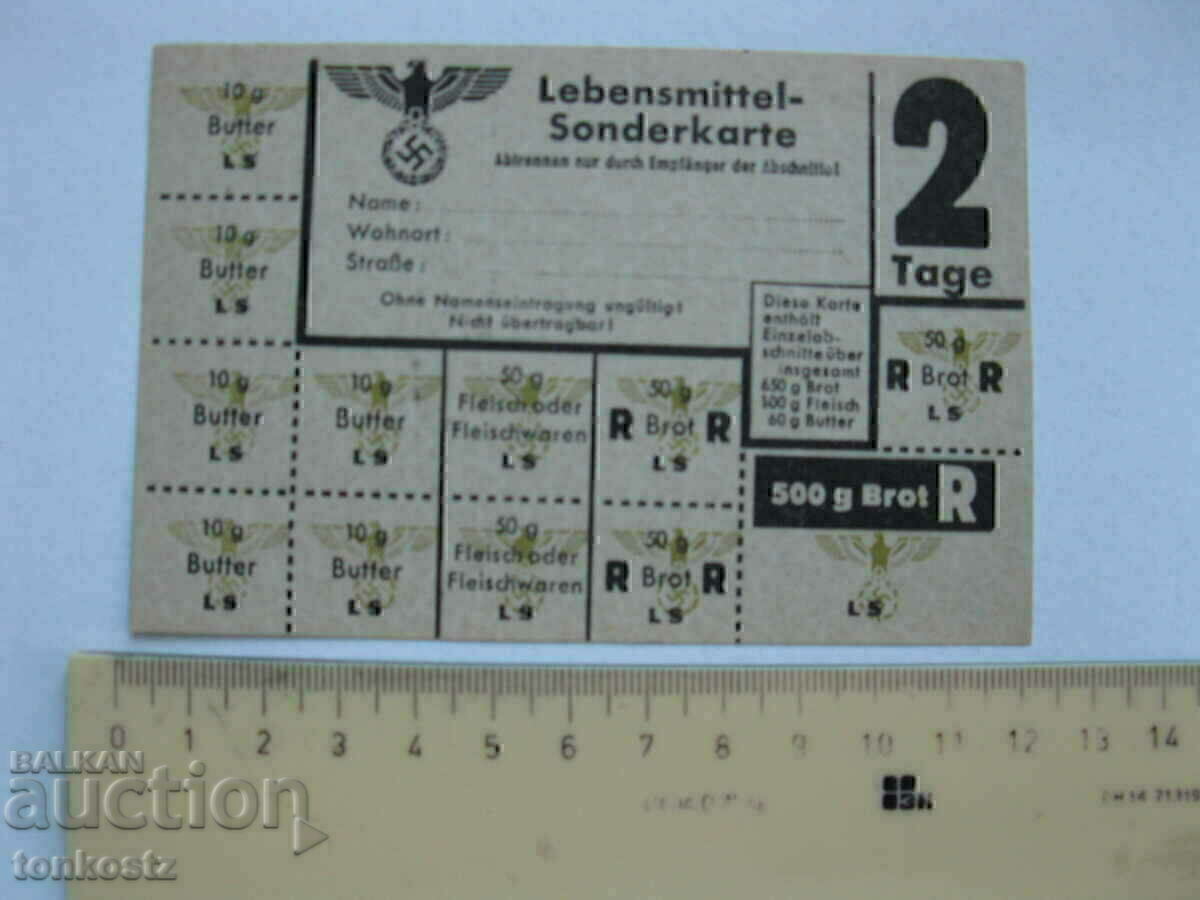 10 g
Butter
LS
10 g
Butter
LS
Lebensmittel-
Sonderkarte
Abtrennen nur durch Empfänger der Abschnitte!
Name:
Wohnort:
Straße:
Ohne Namenseintragung ungültig!
Nicht übertragbar!
2
Tage
Diese Karte
enthält
Einzelab-
schnitte über
insgesamt
650 g Brot
100 g Fleisch
60 g Butter
50 g
R Brot R
LS
10 g
Butter
LS
10 g
Butter
LS
50 g
Fleisch oder
Fleischwaren
LS
50 g
R Brot R
LS
500 g Brot R
LS
10 g
Butter
LS
10 g
Butter
LS
50 g
Fleisch oder
Fleischwaren
LS
50 g
R Brot R
LS
0 1 2 3 4 5 6 7 8 9 10 11 12 13 14
BALKAN
auction
tonkostz